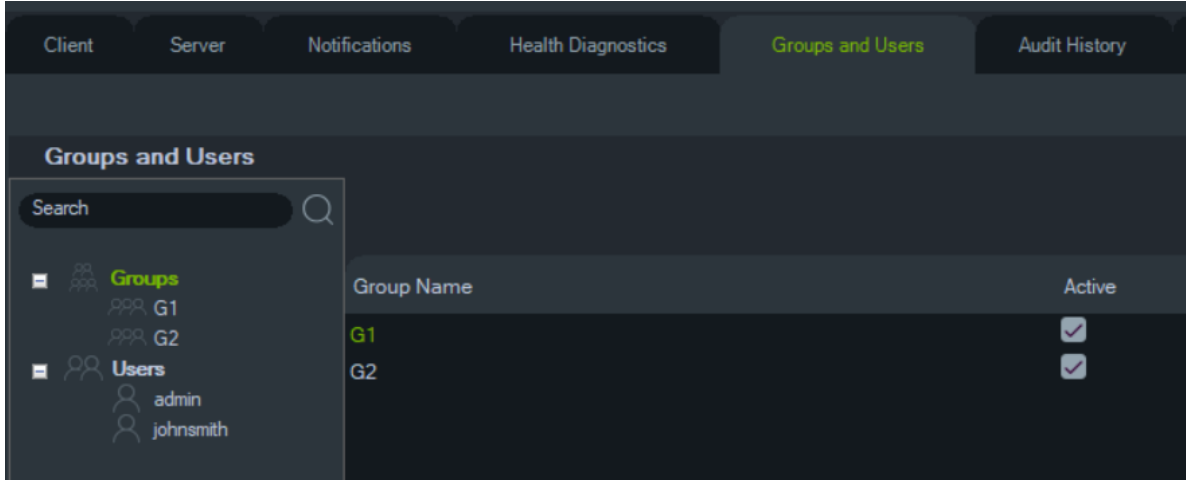 Client Server Notifications Health Diagnostics Groups and Users Audit History
Groups and Users
Search
Groups
G1
G2
Users
admin
johnsmith
Group Name Active
G1
G2